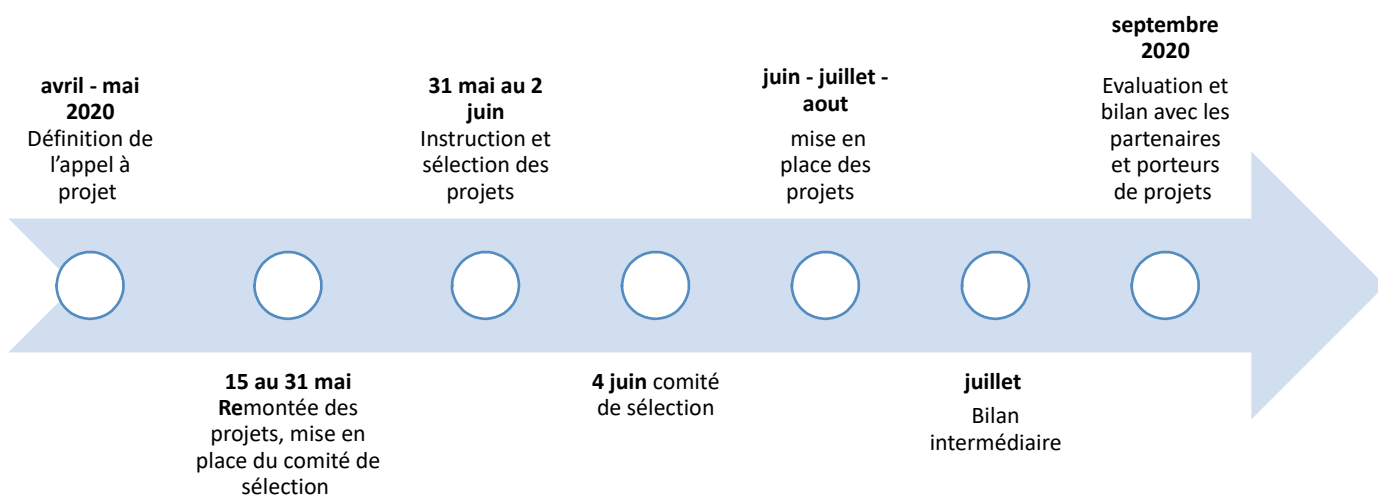 avril - mai
2020
Définition de
l’appel à
projet
15 au 31 mai
Remontée des
projets, mise en
place du comité de
sélection
31 mai au 2
juin
Instruction et
sélection des
projets
4 juin comité
de sélection
juin - juillet -
aout
mise en
place des
projets
juillet
Bilan
intermédiaire
septembre
2020
Evaluation et
bilan avec les
partenaires
et porteurs
de projets